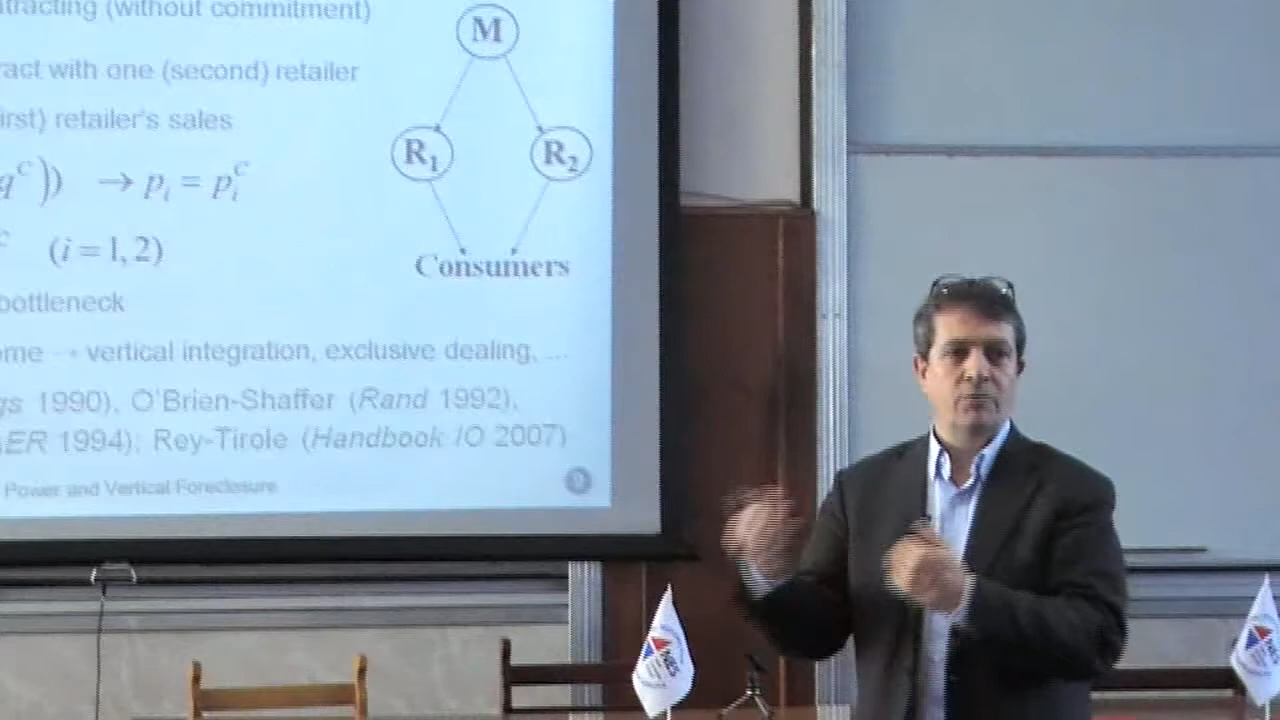 tracting (without commitment)
M
ract with one (second) retailer
irst) retailer's sales
R1 R2
q^c)) → p_i = p_i^c
c (i = 1, 2)
Consumers
bottleneck
ome → vertical integration, exclusive dealing, ...
gs 1990), O'Brien-Shaffer (Rand 1992),
AER 1994); Rey-Tirole (Handbook IO 2007)
Power and Vertical Foreclosure